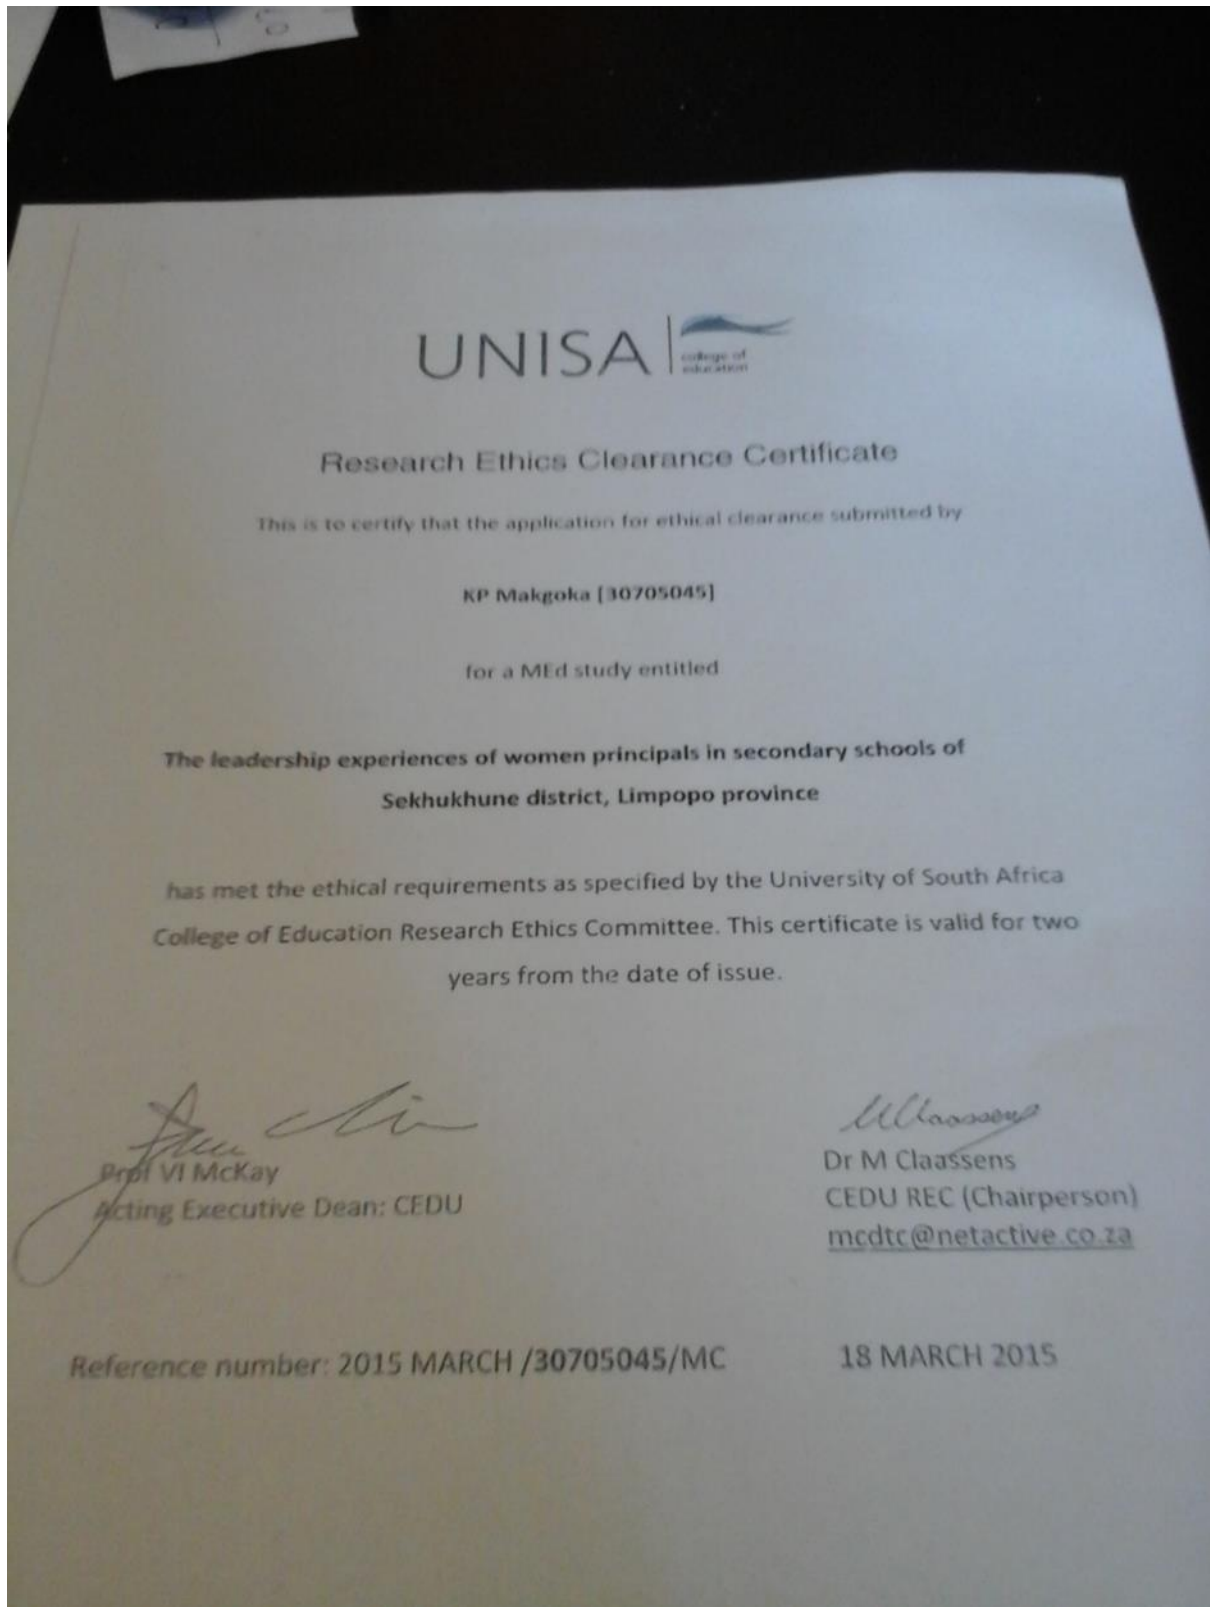 UNISA
college of
education
Research Ethics Clearance Certificate
This is to certify that the application for ethical clearance submitted by
KP Makgoka [30705045]
for a MEd study entitled
The leadership experiences of women principals in secondary schools of
Sekhukhune district, Limpopo province
has met the ethical requirements as specified by the University of South Africa
College of Education Research Ethics Committee. This certificate is valid for two
years from the date of issue.
Prof VI McKay
Acting Executive Dean: CEDU
MClaassens
Dr M Claassens
CEDU REC (Chairperson)
mcdtc@netactive.co.za
Reference number: 2015 MARCH /30705045/MC
18 MARCH 2015